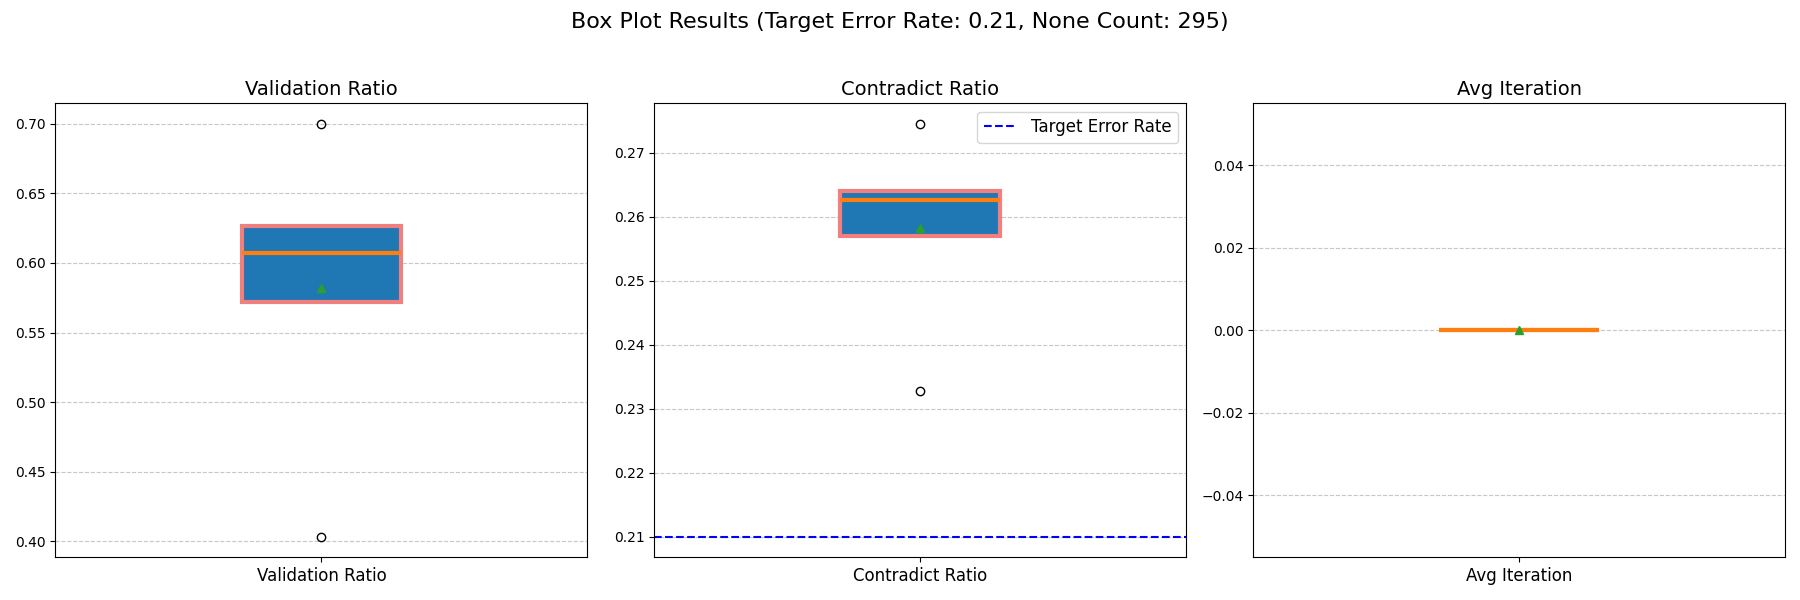 Box Plot Results (Target Error Rate: 0.21, None Count: 295)
Validation Ratio
0.70
0.65
0.60
0.55
0.50
0.45
0.40
Validation Ratio
Contradict Ratio
Target Error Rate
0.27
0.26
0.25
0.24
0.23
0.22
0.21
Contradict Ratio
Avg Iteration
0.04
0.02
0.00
−0.02
−0.04
Avg Iteration